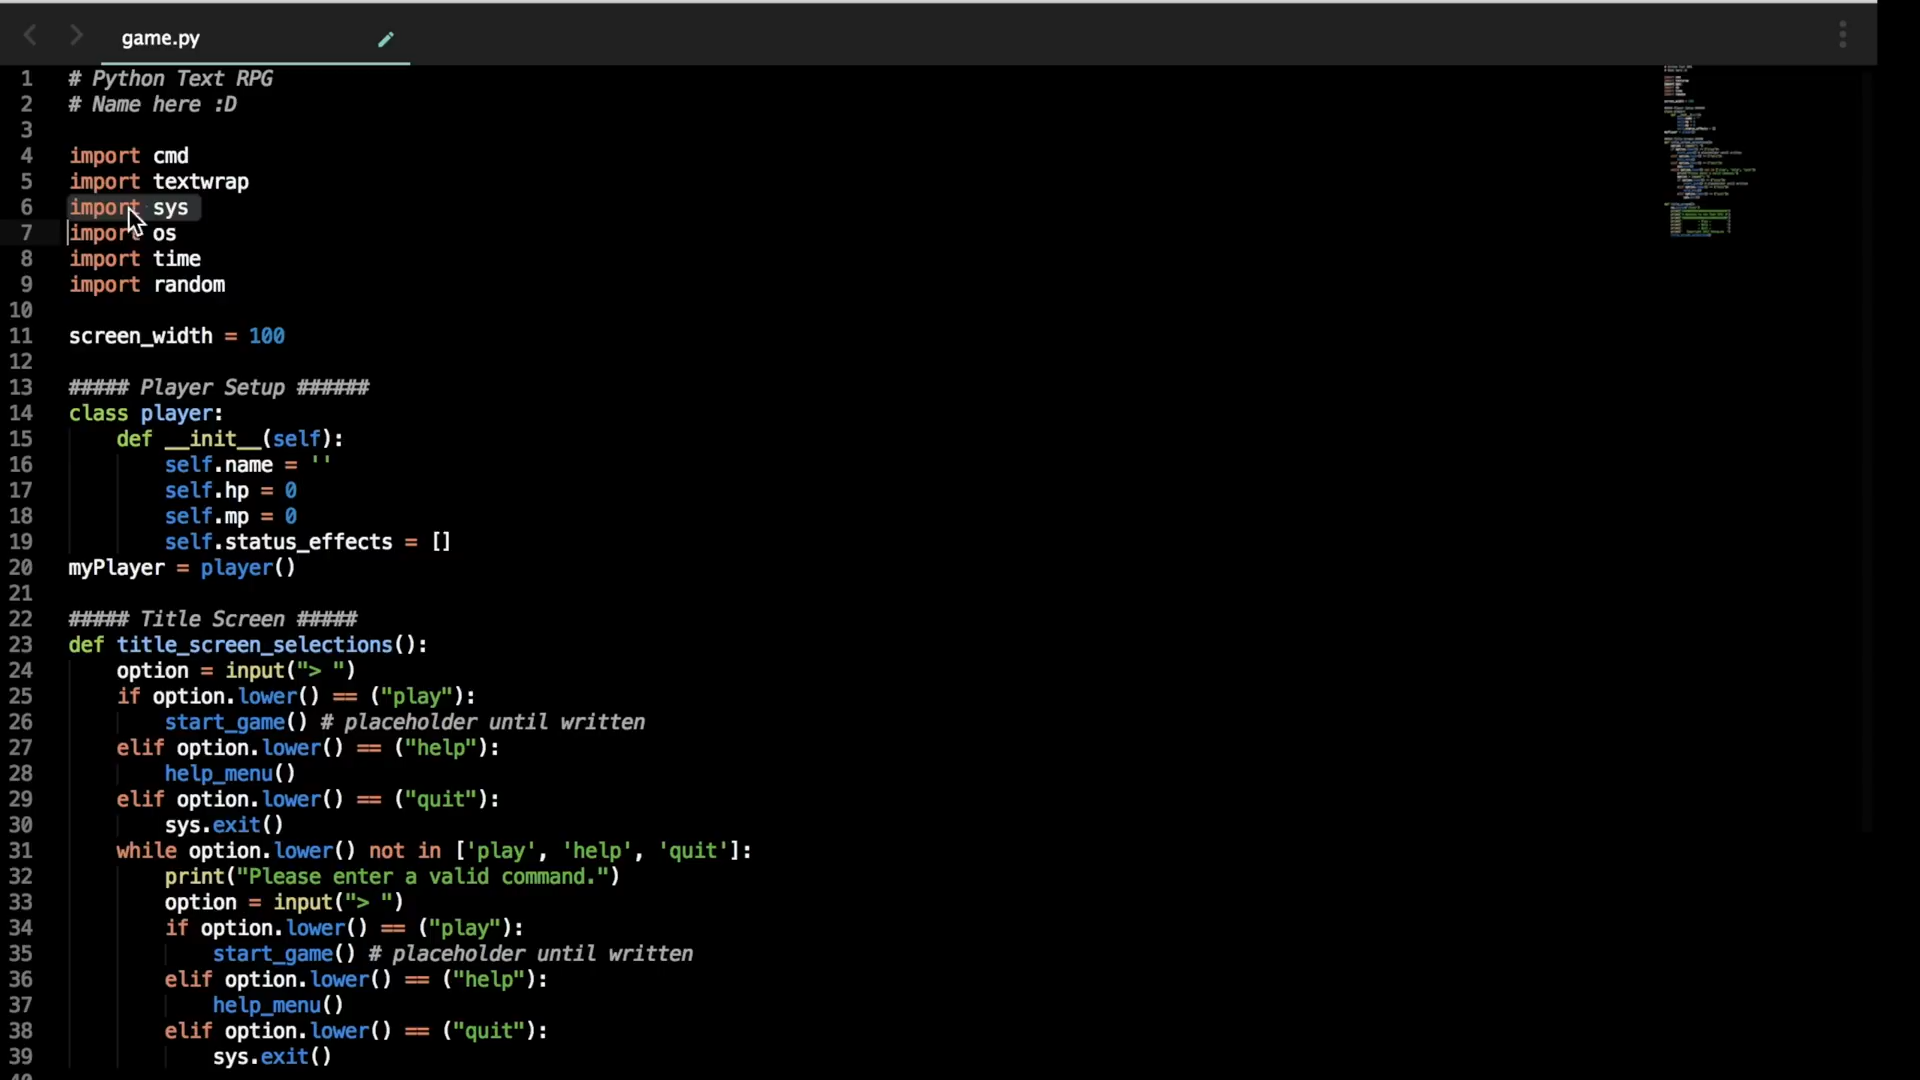 game.py
1 # Python Text RPG
2 # Name here :D
3
4 import cmd
5 import textwrap
6 import sys
7 import os
8 import time
9 import random
10
11 screen_width = 100
12
13 ##### Player Setup ######
14 class player:
15     def __init__(self):
16         self.name = ''
17         self.hp = 0
18         self.mp = 0
19         self.status_effects = []
20 myPlayer = player()
21
22 ##### Title Screen #####
23 def title_screen_selections():
24     option = input("> ")
25     if option.lower() == ("play"):
26         start_game() # placeholder until written
27     elif option.lower() == ("help"):
28         help_menu()
29     elif option.lower() == ("quit"):
30         sys.exit()
31     while option.lower() not in ['play', 'help', 'quit']:
32         print("Please enter a valid command.")
33         option = input("> ")
34         if option.lower() == ("play"):
35             start_game() # placeholder until written
36         elif option.lower() == ("help"):
37             help_menu()
38         elif option.lower() == ("quit"):
39             sys.exit()